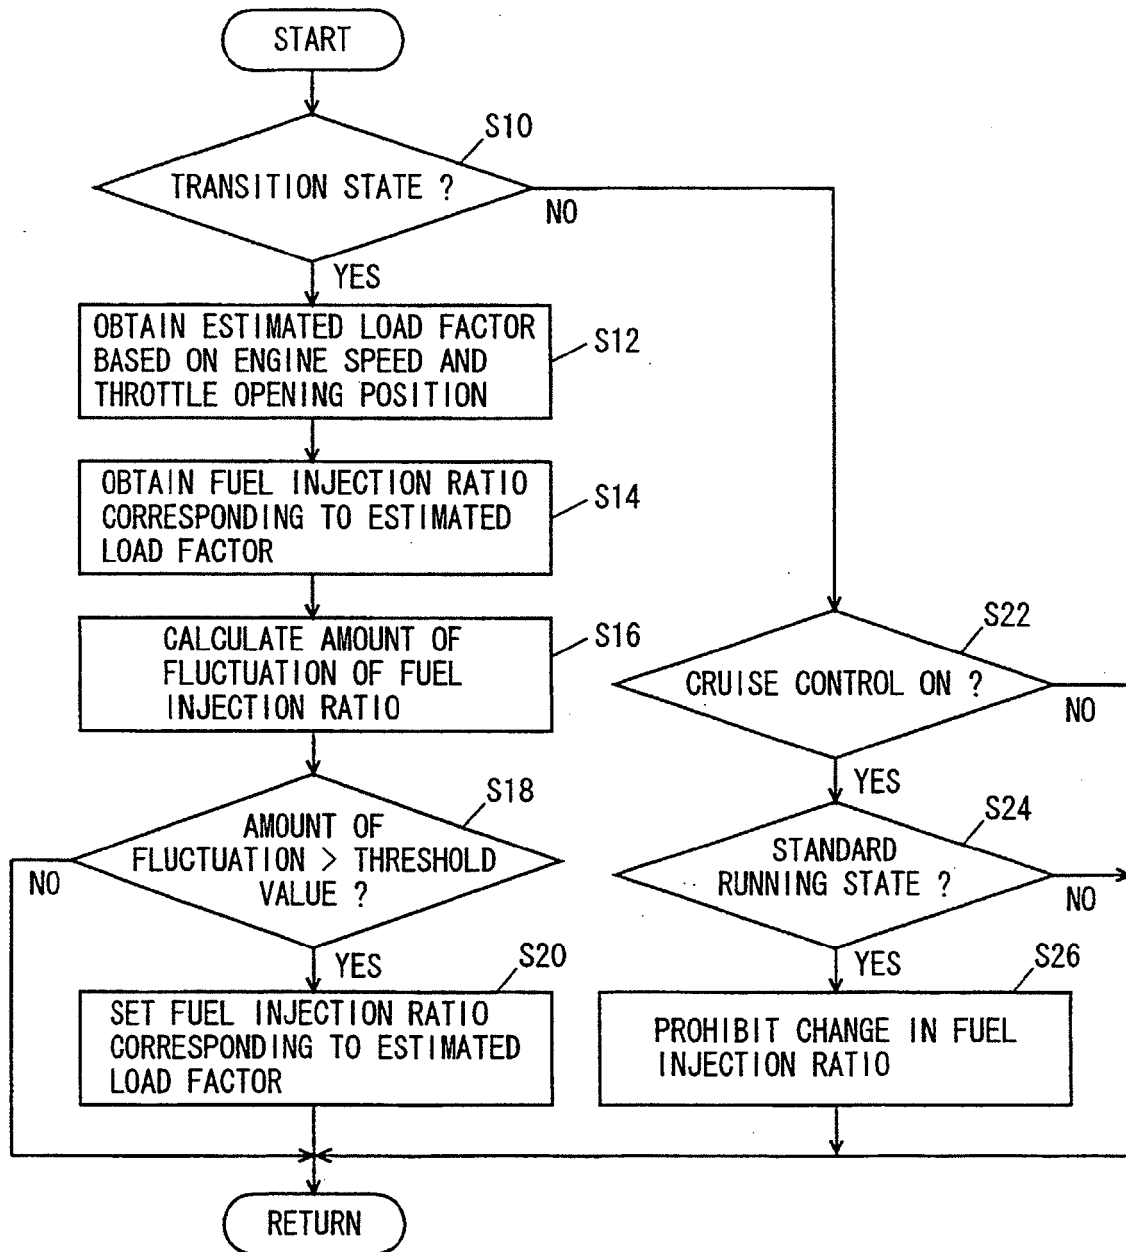 START
S10
TRANSITION STATE ?
NO
YES
OBTAIN ESTIMATED LOAD FACTOR
BASED ON ENGINE SPEED AND
THROTTLE OPENING POSITION
S12
OBTAIN FUEL INJECTION RATIO
CORRESPONDING TO ESTIMATED
LOAD FACTOR
S14
CALCULATE AMOUNT OF
FLUCTUATION OF FUEL
INJECTION RATIO
S16
S18
AMOUNT OF
FLUCTUATION > THRESHOLD
VALUE ?
NO
YES
S20
SET FUEL INJECTION RATIO
CORRESPONDING TO ESTIMATED
LOAD FACTOR
S22
CRUISE CONTROL ON ?
NO
YES
S24
STANDARD
RUNNING STATE ?
NO
YES
S26
PROHIBIT CHANGE IN FUEL
INJECTION RATIO
RETURN